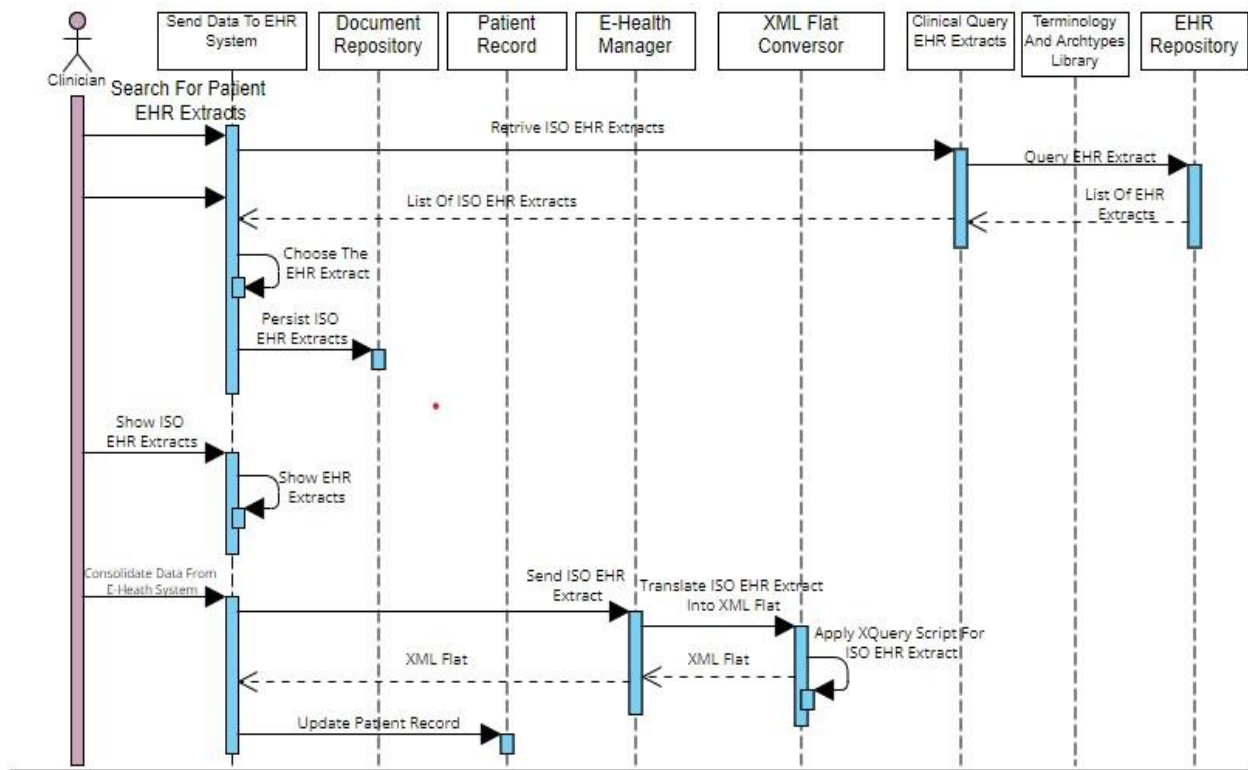 Send Data To EHR
System
Document
Repository
Patient
Record
E-Health
Manager
XML Flat
Conversor
Clinical Query
EHR Extracts
Terminology
And Archtypes
Library
EHR
Repository
Clinician
Search For Patient
EHR Extracts
Retrive ISO EHR Extracts
Query EHR Extract
List Of ISO EHR Extracts
List Of EHR
Extracts
Choose The
EHR Extract
Persist ISO
EHR Extracts
Show ISO
EHR Extracts
Show EHR
Extracts
Consolidate Data From
E-Heath System
Send ISO EHR
Extract
Translate ISO EHR Extract
Into XML Flat
Apply XQuery Script For
ISO EHR Extract
XML Flat
XML Flat
Update Patient Record